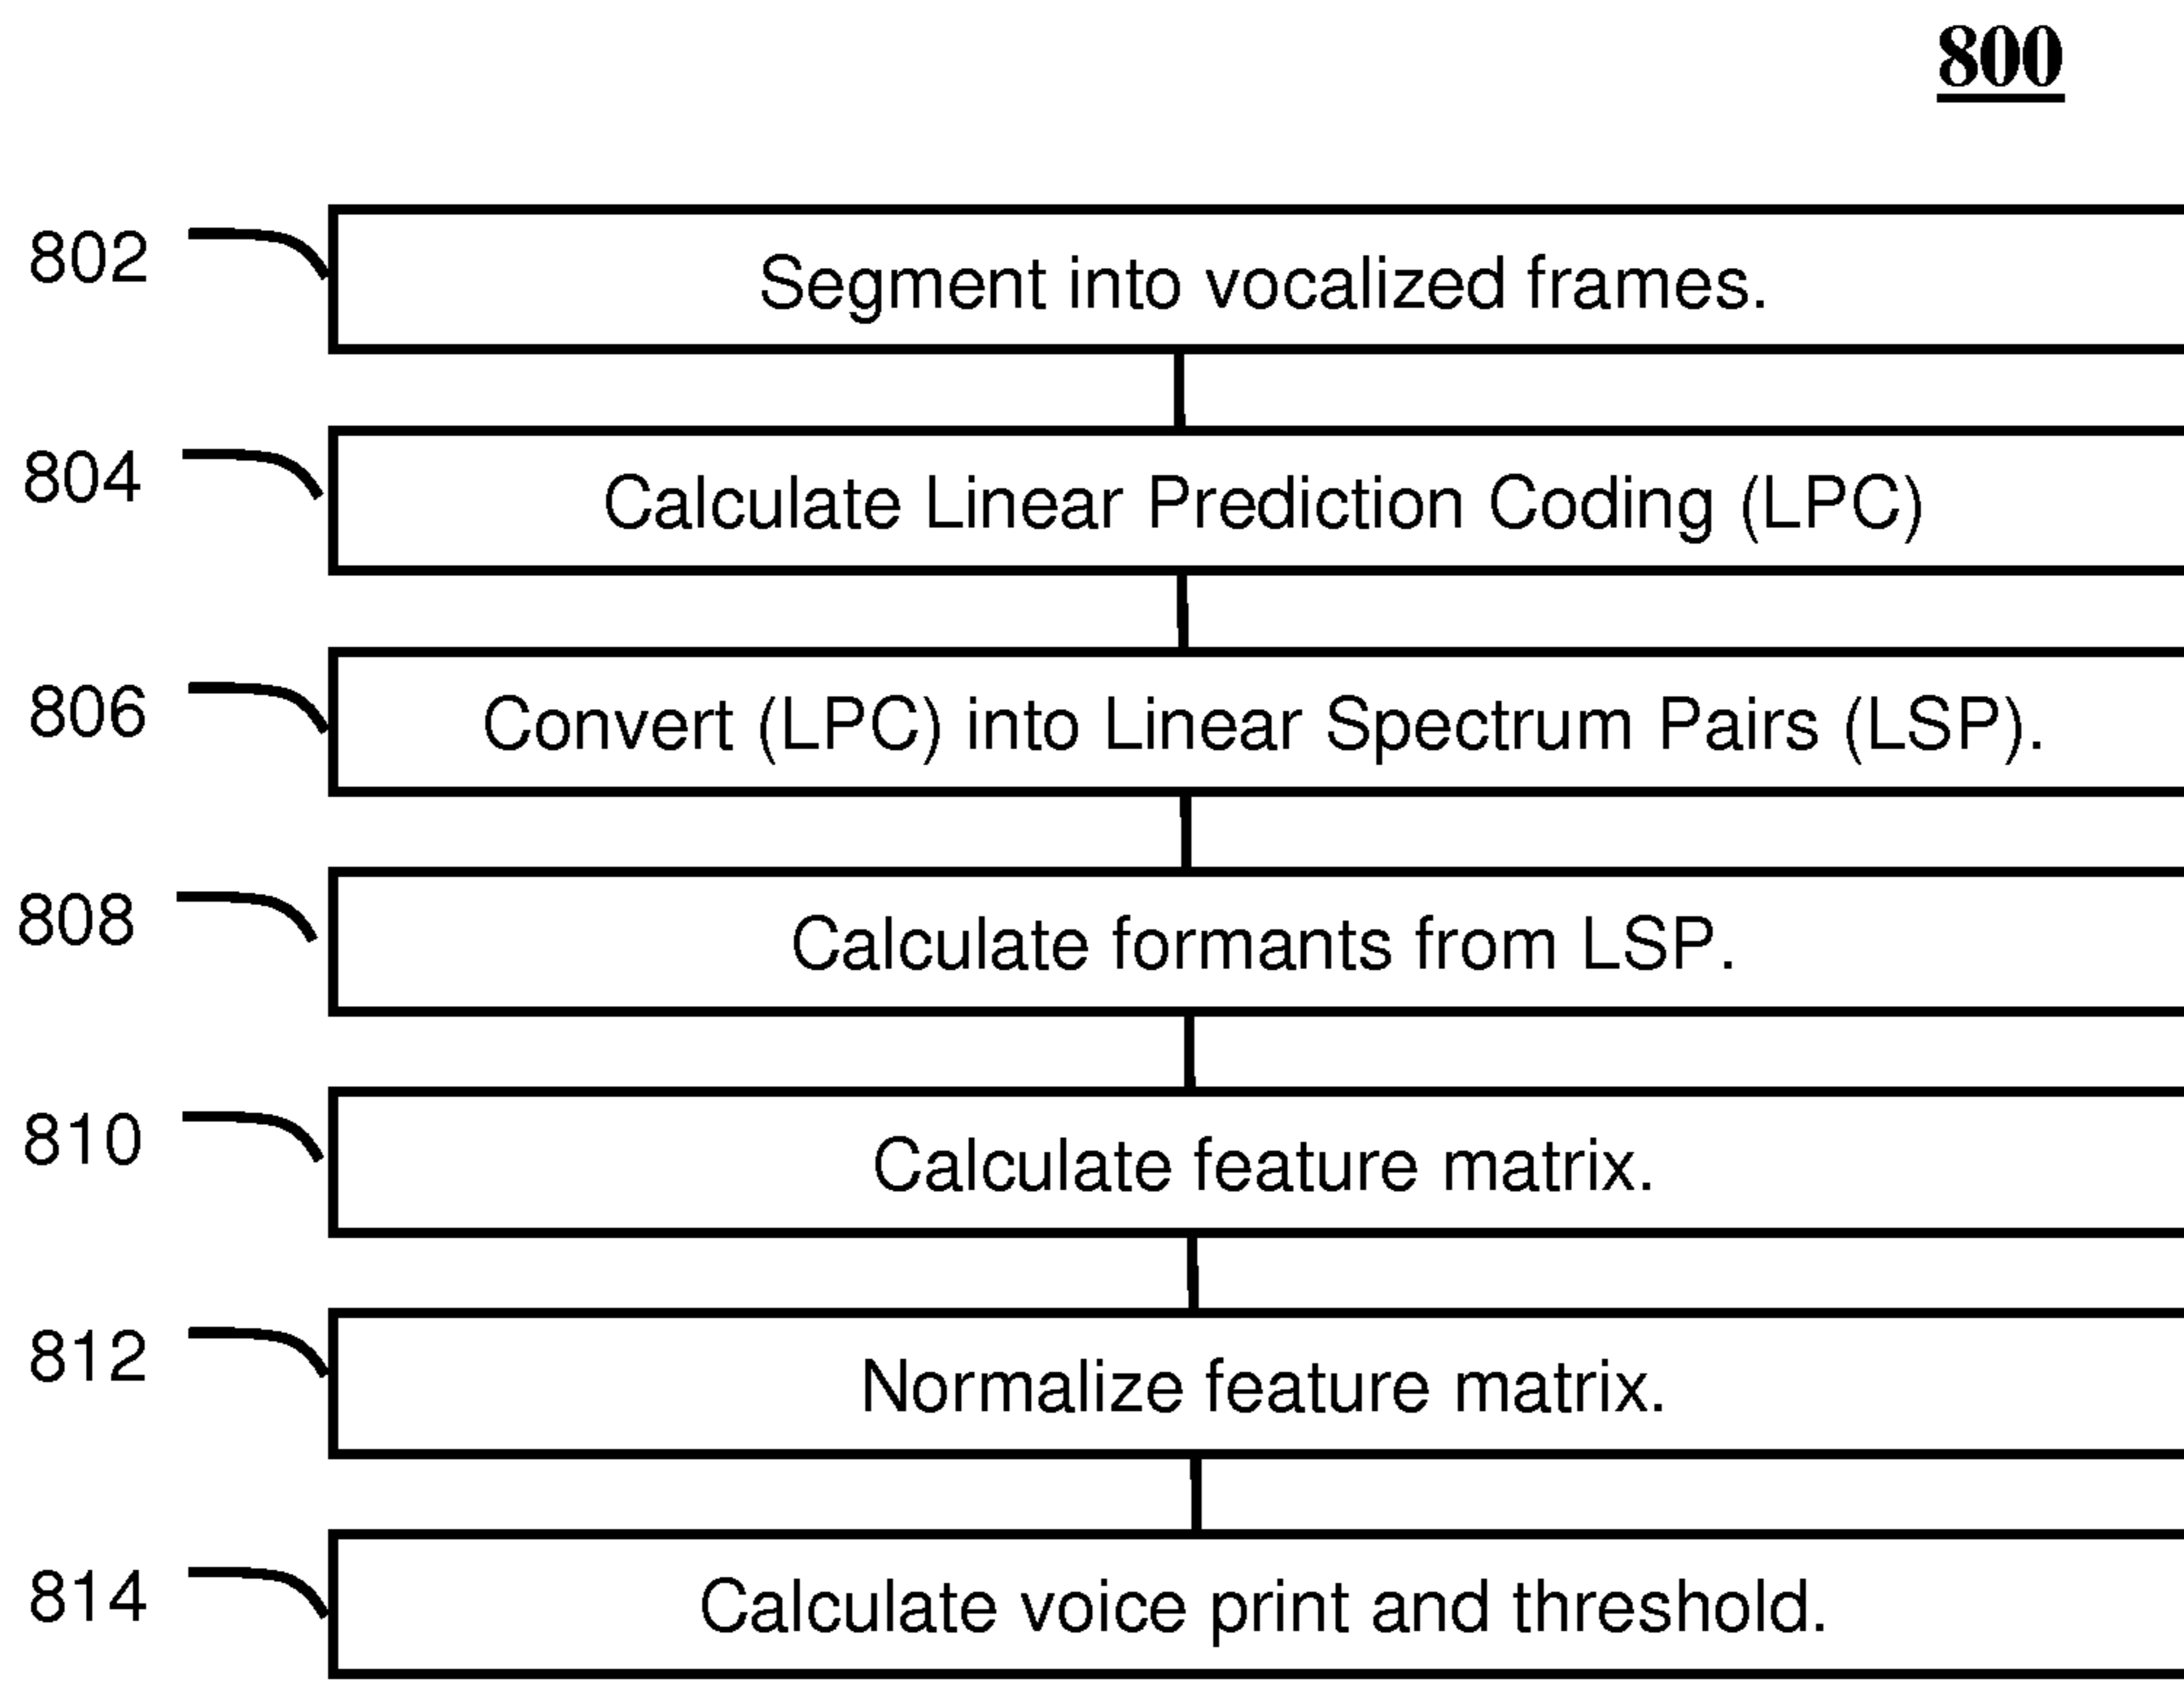 800
802 Segment into vocalized frames.
804 Calculate Linear Prediction Coding (LPC)
806 Convert (LPC) into Linear Spectrum Pairs (LSP).
808 Calculate formants from LSP.
810 Calculate feature matrix.
812 Normalize feature matrix.
814 Calculate voice print and threshold.